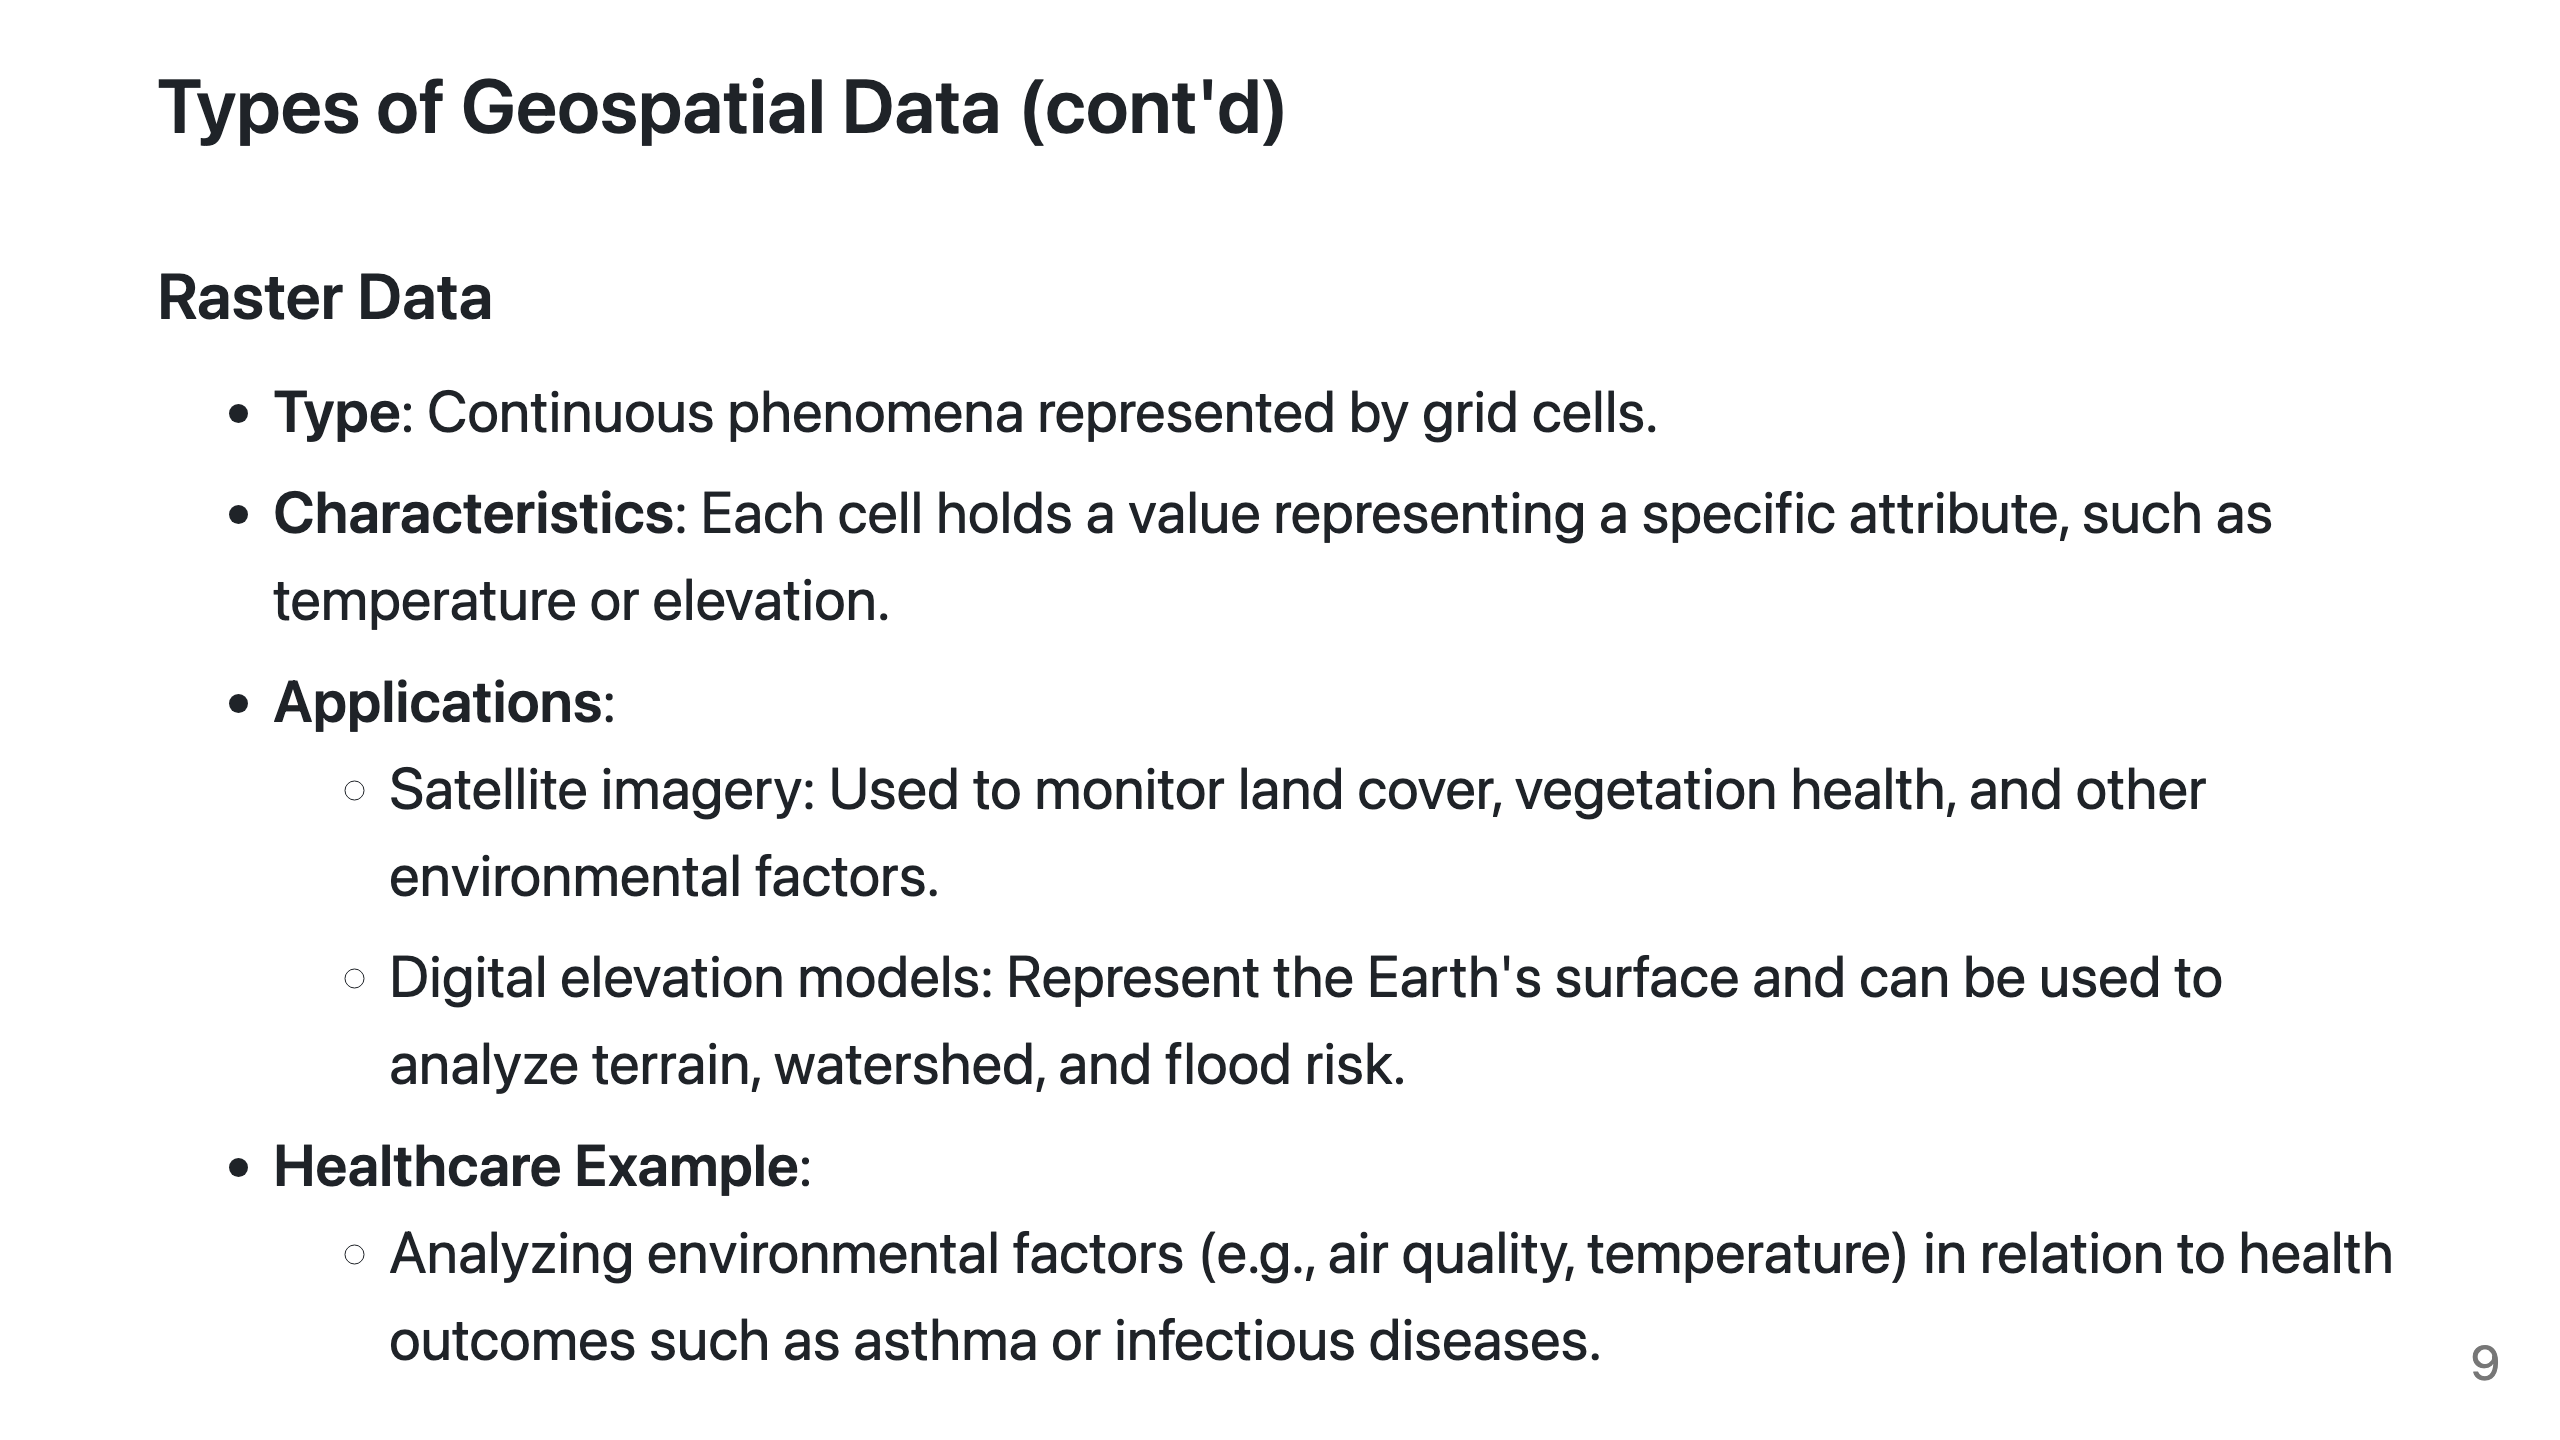 Types of Geospatial Data (cont'd)
Raster Data
• Type: Continuous phenomena represented by grid cells.
• Characteristics: Each cell holds a value representing a specific attribute, such as
temperature or elevation.
• Applications:
○ Satellite imagery: Used to monitor land cover, vegetation health, and other
environmental factors.
○ Digital elevation models: Represent the Earth's surface and can be used to
analyze terrain, watershed, and flood risk.
• Healthcare Example:
○ Analyzing environmental factors (e.g., air quality, temperature) in relation to health
outcomes such as asthma or infectious diseases.
9